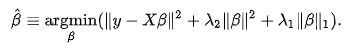 β̂ ≡ argmin_β (‖y − Xβ‖² + λ₂‖β‖² + λ₁‖β‖₁).